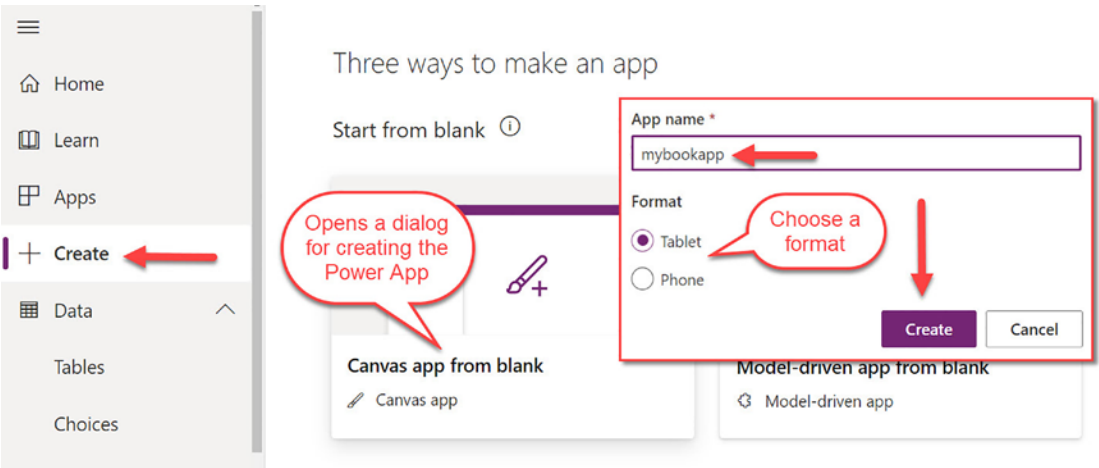 Home
Learn
Apps
Create
Data
Tables
Choices
Three ways to make an app
Start from blank
Opens a dialog
for creating the
Power App
Canvas app from blank
Canvas app
App name *
mybookapp
Format
Tablet
Phone
Choose a
format
Create
Cancel
Model-driven app from blank
Model-driven app